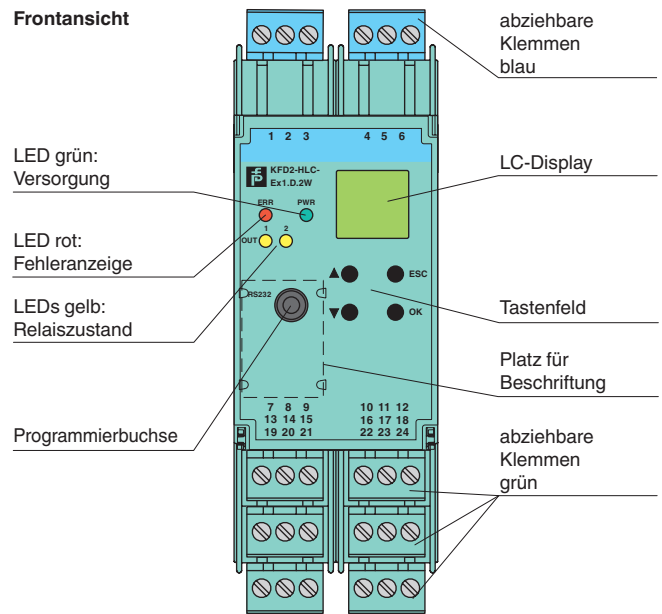 Frontansicht
abziehbare
Klemmen
blau
1 2 3
4 5 6
LED grün:
Versorgung
KFD2-HLC-
Ex1.D.2W
LC-Display
ERR
PWR
1 2
OUT
LED rot:
Fehleranzeige
ESC
LEDs gelb:
Relaiszustand
RS232
OK
Tastenfeld
Platz für
Beschriftung
Programmierbuchse
7 8 9
13 14 15
19 20 21
10 11 12
16 17 18
22 23 24
abziehbare
Klemmen
grün